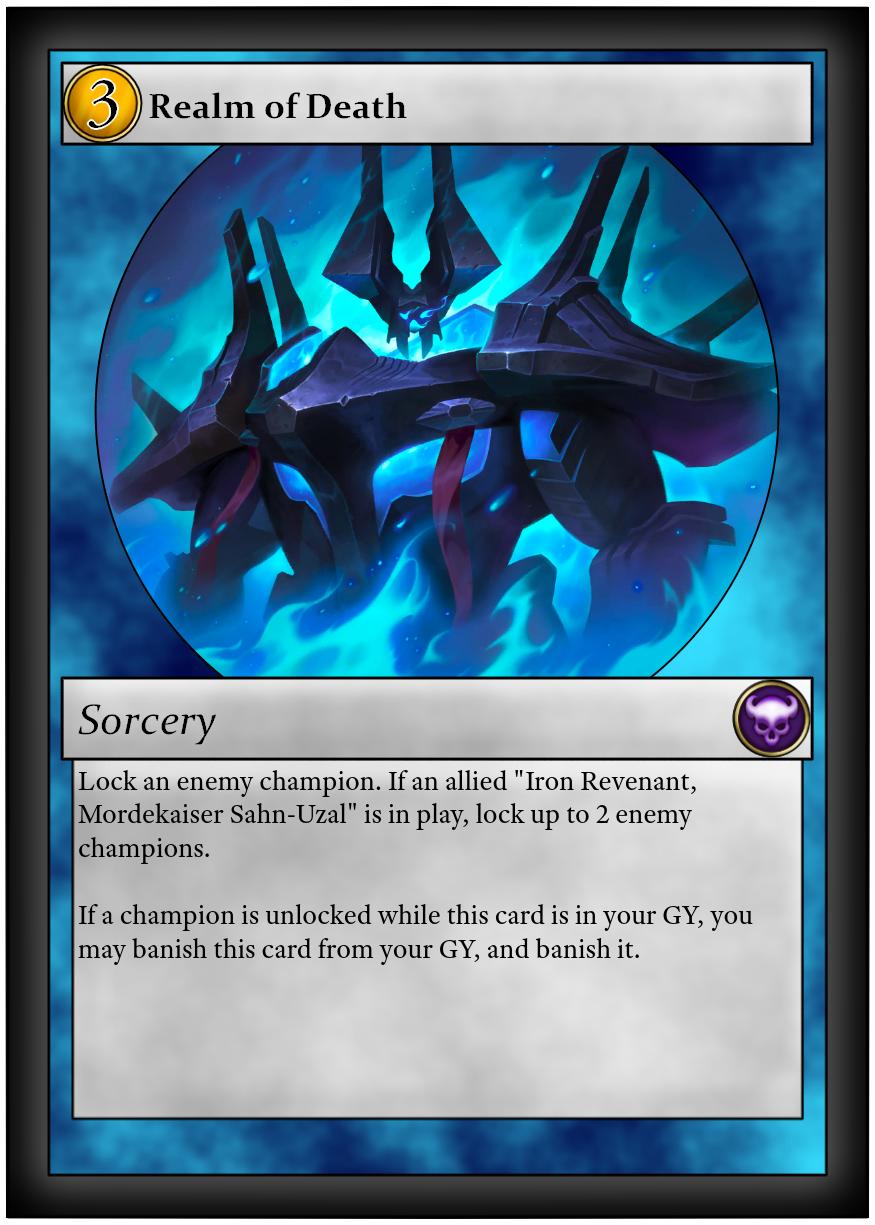 3 Realm of Death
Sorcery
Lock an enemy champion. If an allied "Iron Revenant,
Mordekaiser Sahn-Uzal" is in play, lock up to 2 enemy
champions.
If a champion is unlocked while this card is in your GY, you
may banish this card from your GY, and banish it.